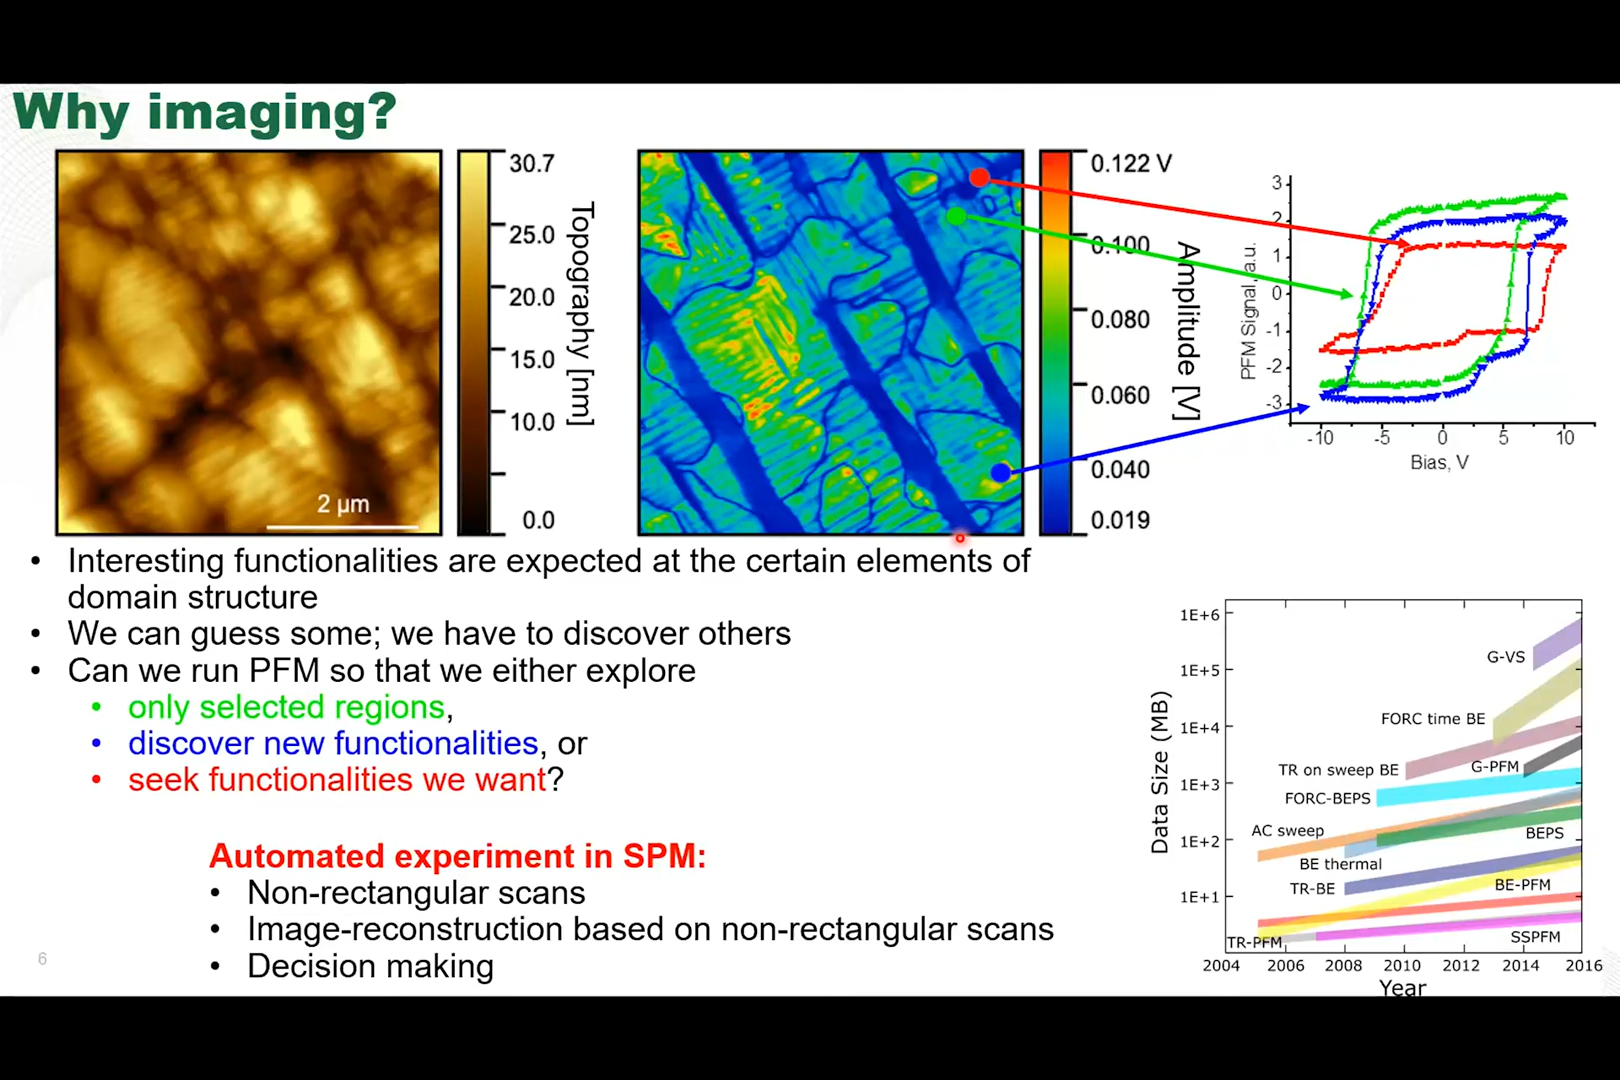 Why imaging?
30.7
25.0
20.0
15.0
10.0
0.0
Topography [nm]
2 µm
0.122 V
0.100
0.080
0.060
0.040
0.019
Amplitude [V]
PFM Signal, a.u.
3
2
1
0
-1
-2
-3
-10 -5 0 5 10
Bias, V
• Interesting functionalities are expected at the certain elements of
domain structure
• We can guess some; we have to discover others
• Can we run PFM so that we either explore
• only selected regions,
• discover new functionalities, or
• seek functionalities we want?
Automated experiment in SPM:
• Non-rectangular scans
• Image-reconstruction based on non-rectangular scans
• Decision making
6
Data Size (MB)
1E+6
1E+5
1E+4
1E+3
1E+2
1E+1
G-VS
FORC time BE
TR on sweep BE
G-PFM
FORC-BEPS
AC sweep
BEPS
BE thermal
TR-BE
BE-PFM
TR-PFM
SSPFM
2004 2006 2008 2010 2012 2014 2016
Year